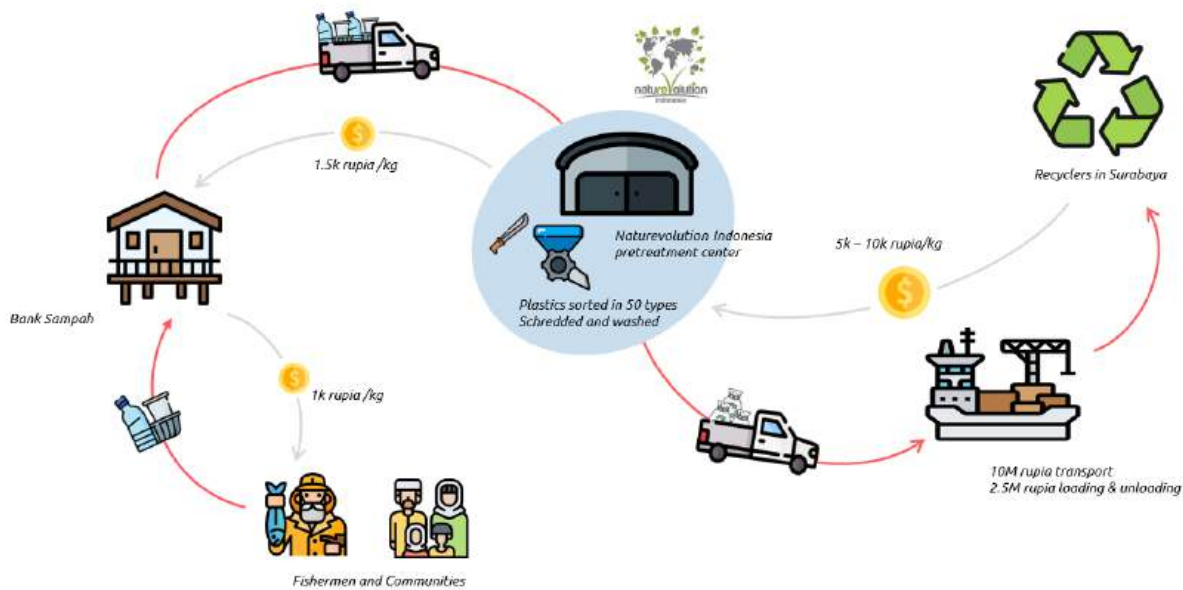 naturevolution
indonesia
1.5k rupia /kg
Recyclers in Surabaya
Naturevolution Indonesia
pretreatment center
5k – 10k rupia/kg
Plastics sorted in 50 types
Schredded and washed
Bank Sampah
1k rupia /kg
10M rupia transport
2.5M rupia loading & unloading
Fishermen and Communities